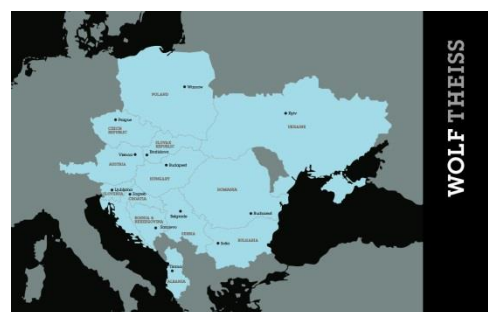 POLAND
Warsaw
Prague
CZECH
REPUBLIC
Kyiv
UKRAINE
SLOVAK
REPUBLIC
Bratislava
Vienna
AUSTRIA
Budapest
HUNGARY
Ljubljana
SLOVENIA
Zagreb
CROATIA
ROMANIA
Bucharest
Belgrade
BOSNIA &
HERZEGOVINA
Sarajevo
SERBIA
Sofia
BULGARIA
Tirana
ALBANIA
WOLF THEISS